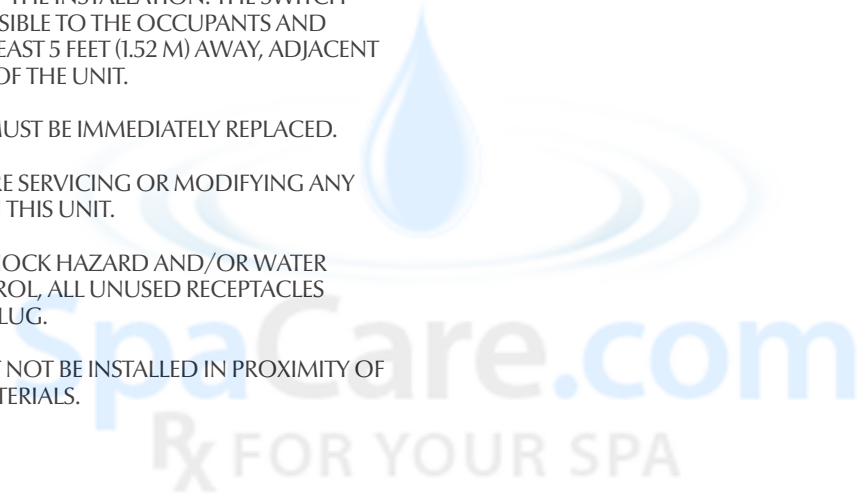 THE INSTALLATION. THE SWITCH
SIBLE TO THE OCCUPANTS AND
EAST 5 FEET (1.52 M) AWAY, ADJACENT
OF THE UNIT.
MUST BE IMMEDIATELY REPLACED.
RE SERVICING OR MODIFYING ANY
THIS UNIT.
OCK HAZARD AND/OR WATER
ROL, ALL UNUSED RECEPTACLES
LUG.
NOT BE INSTALLED IN PROXIMITY OF
TERIALS.
SpaCare.com
Rx FOR YOUR SPA